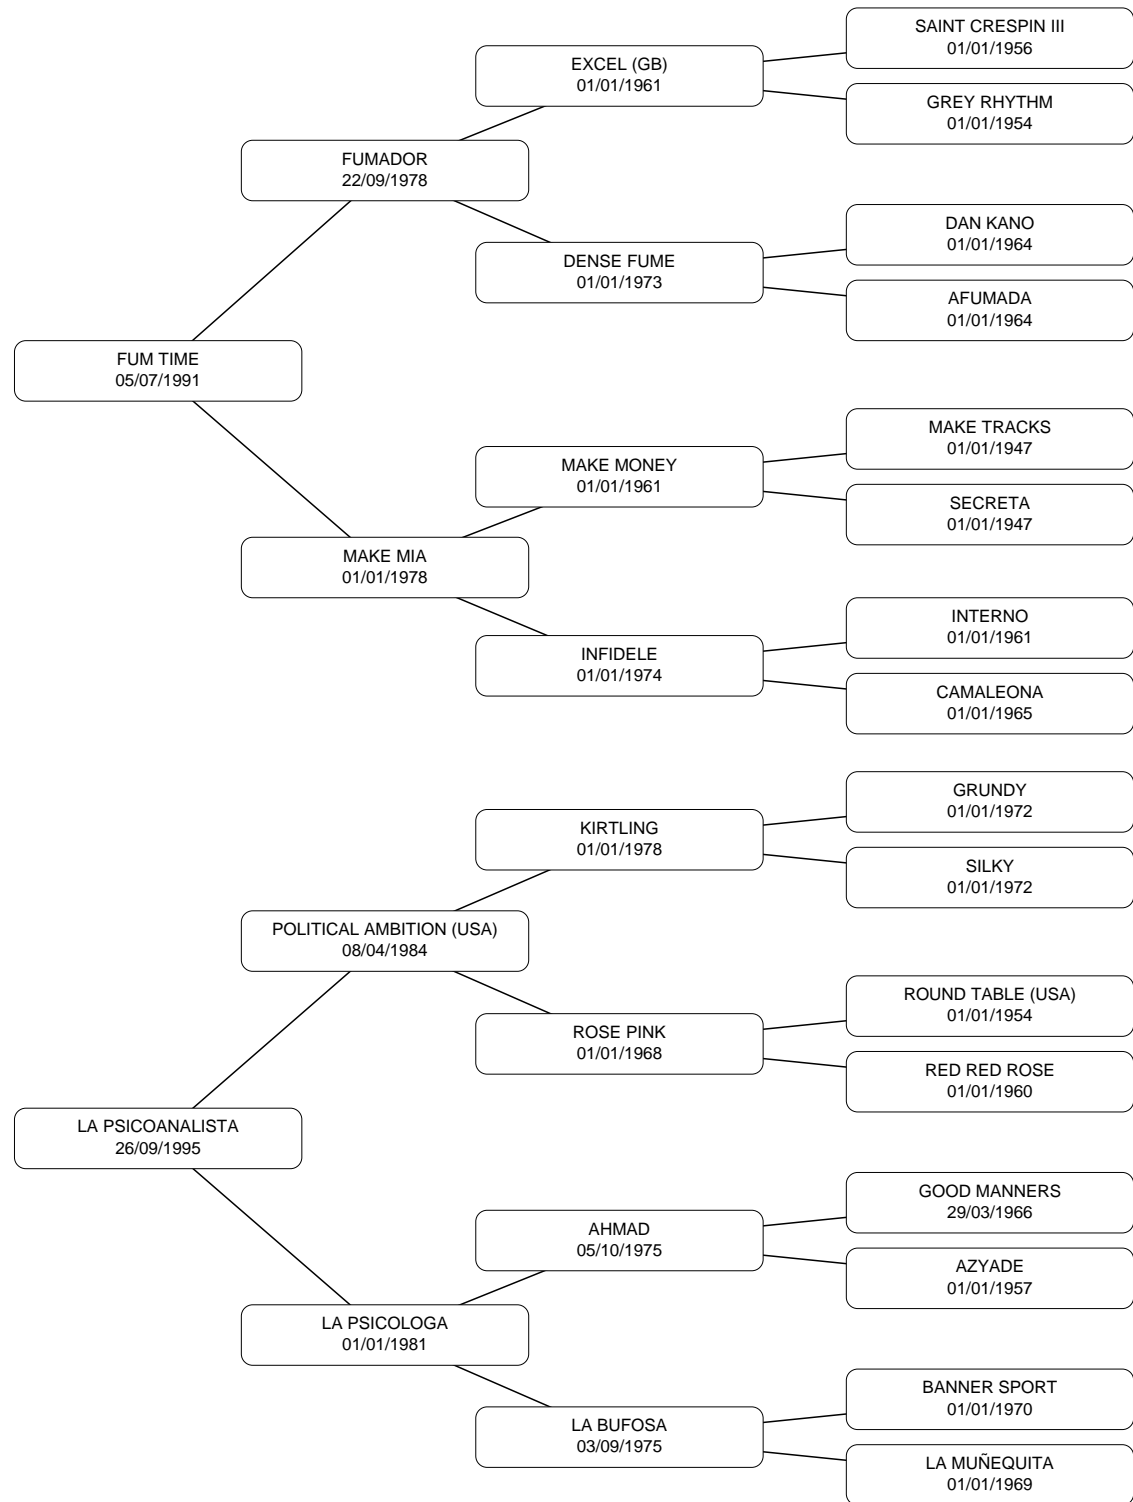 SAINT CRESPIN III
01/01/1956
EXCEL (GB)
01/01/1961
GREY RHYTHM
01/01/1954
FUMADOR
22/09/1978
DAN KANO
01/01/1964
DENSE FUME
01/01/1973
AFUMADA
01/01/1964
FUM TIME
05/07/1991
MAKE TRACKS
01/01/1947
MAKE MONEY
01/01/1961
SECRETA
01/01/1947
MAKE MIA
01/01/1978
INTERNO
01/01/1961
INFIDELE
01/01/1974
CAMALEONA
01/01/1965
GRUNDY
01/01/1972
KIRTLING
01/01/1978
SILKY
01/01/1972
POLITICAL AMBITION (USA)
08/04/1984
ROUND TABLE (USA)
01/01/1954
ROSE PINK
01/01/1968
RED RED ROSE
01/01/1960
LA PSICOANALISTA
26/09/1995
GOOD MANNERS
29/03/1966
AHMAD
05/10/1975
AZYADE
01/01/1957
LA PSICOLOGA
01/01/1981
BANNER SPORT
01/01/1970
LA BUFOSA
03/09/1975
LA MUÑEQUITA
01/01/1969